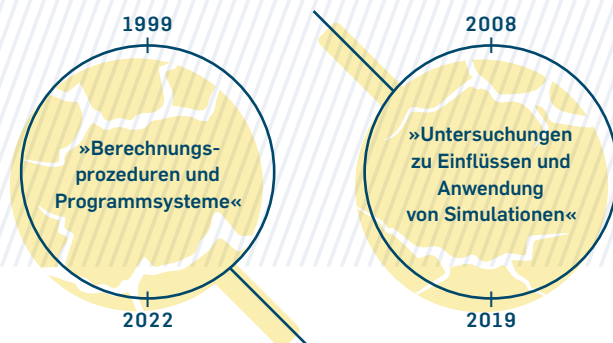 1999
»Berechnungs-
prozeduren und
Programmsysteme«
2022
2008
»Untersuchungen
zu Einflüssen und
Anwendung
von Simulationen«
2019